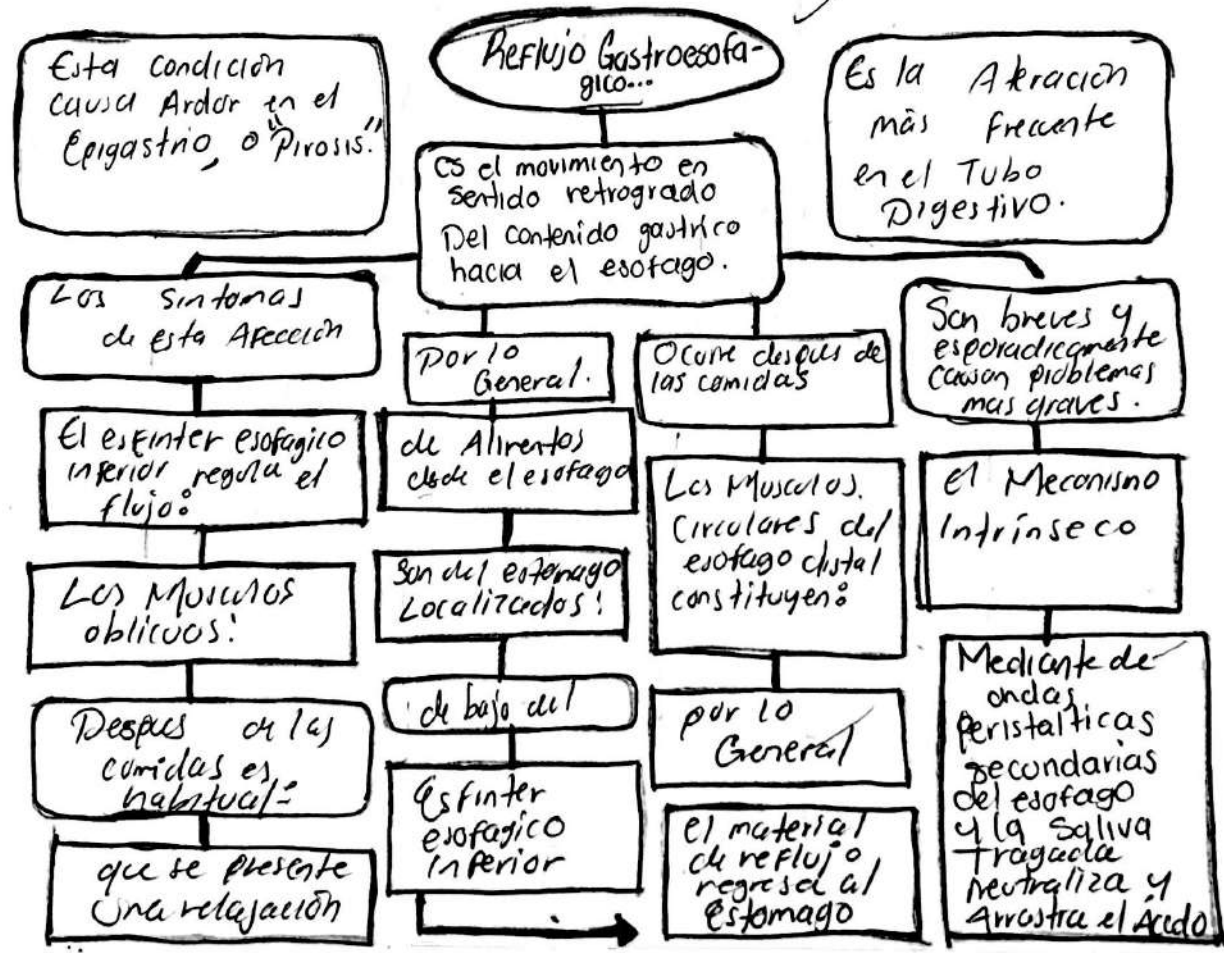 Esta condición
causa Ardor en el
Epigastrio, o "Pirosis."
Reflujo Gastroesofa-
gico...
Es la Alteración
más frecuente
en el Tubo
Digestivo.
es el movimiento en
sentido retrogrado
Del contenido gastrico
hacia el esofago.
Los Sintomas
de esta Afección
El esfinter esofagico
inferior regula el
flujo:
Los Musculos
oblicuos:
Despues de las
comidas es
habitual:
que se presente
una relajación
por lo
General.
de Alimentos
desde el esofago
Son del estomago
Localizados:
de bajo del
Esfinter
esofagico
inferior
Ocurre despues de
las comidas
Los Musculos.
Circulares del
esofago distal
constituyen:
por lo
General
el material
de reflujo
regresa al
Estomago
Son breves y
esporadicamente
causan problemas
mas graves.
el Mecanismo
Intrínseco
Mediante de
ondas
peristalticas
secundarias
del esofago
y la Saliva
tragada
neutraliza y
Arrastra el Acido